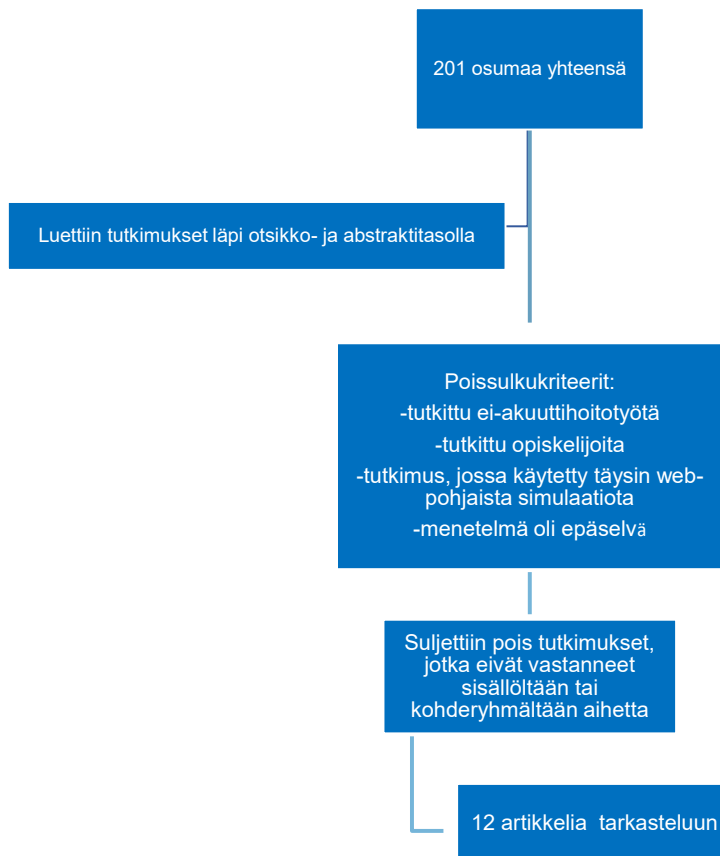 201 osumaa yhteensä
Luettiin tutkimukset läpi otsikko- ja abstraktitasolla
Poissulkukriteerit:
-tutkittu ei-akuuttihoitotyötä
-tutkittu opiskelijoita
-tutkimus, jossa käytetty täysin web-
pohjaista simulaatiota
-menetelmä oli epäselvä
Suljettiin pois tutkimukset,
jotka eivät vastanneet
sisällöltään tai
kohderyhmältään aihetta
12 artikkelia tarkasteluun